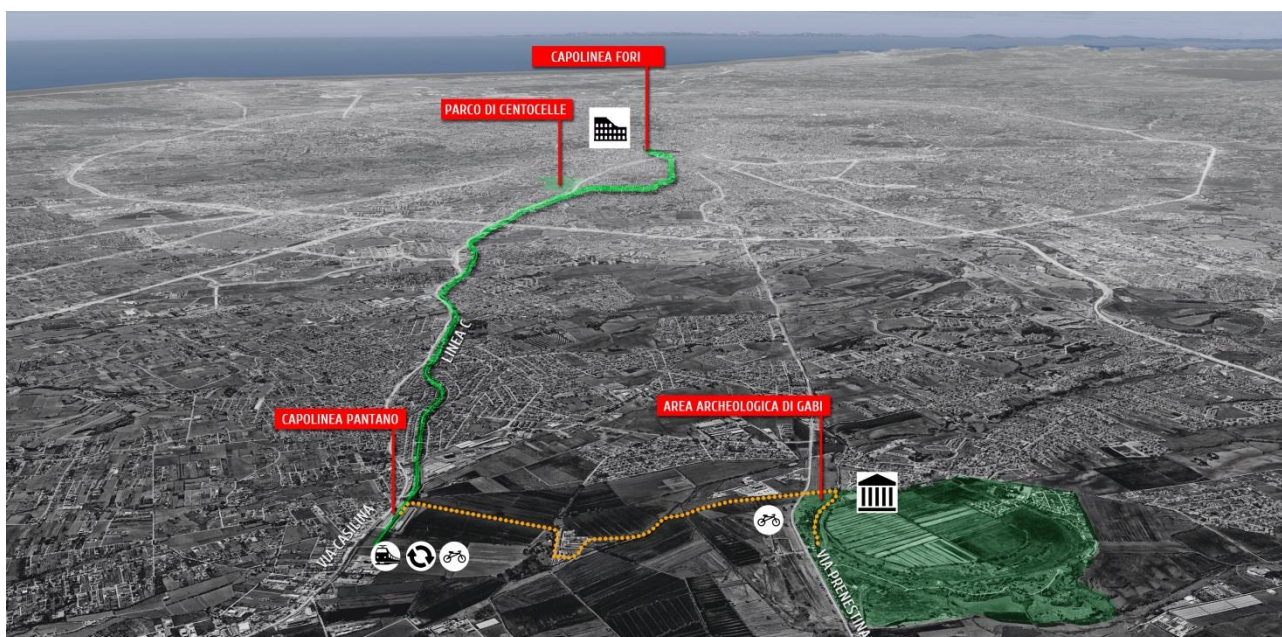 CAPOLINEA FORI
PARCO DI CENTOCELLE
LINEA C
CAPOLINEA PANTANO
AREA ARCHEOLOGICA DI GABI
VIA CASILINA
VIA PRENESTINA